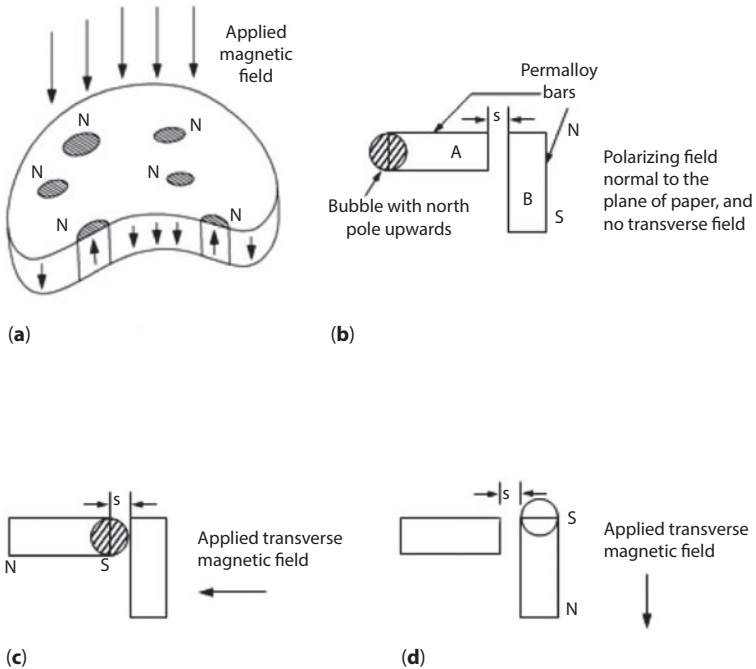 Applied
magnetic
field
N
N
N
N
N
N
(a)
Permalloy
bars
s
N
A
B
S
Bubble with north
pole upwards
Polarizing field
normal to the
plane of paper, and
no transverse field
(b)
s
N
S
Applied transverse
magnetic field
(c)
s
S
N
Applied transverse
magnetic field
(d)